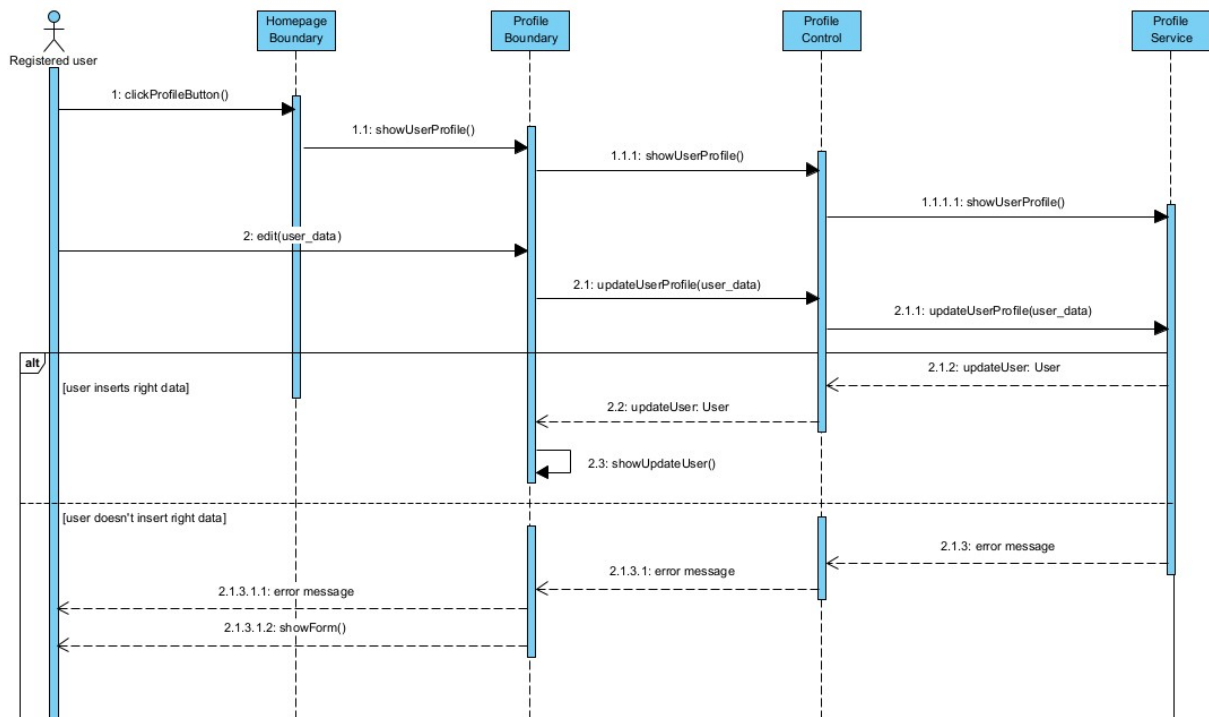 Homepage
Boundary
Profile
Boundary
Profile
Control
Profile
Service
Registered user
1: clickProfileButton()
1.1: showUserProfile()
1.1.1: showUserProfile()
1.1.1.1: showUserProfile()
2: edit(user_data)
2.1: updateUserProfile(user_data)
2.1.1: updateUserProfile(user_data)
alt
[user inserts right data]
2.1.2: updateUser: User
2.2: updateUser: User
2.3: showUpdateUser()
[user doesn't insert right data]
2.1.3: error message
2.1.3.1: error message
2.1.3.1.1: error message
2.1.3.1.2: showForm()